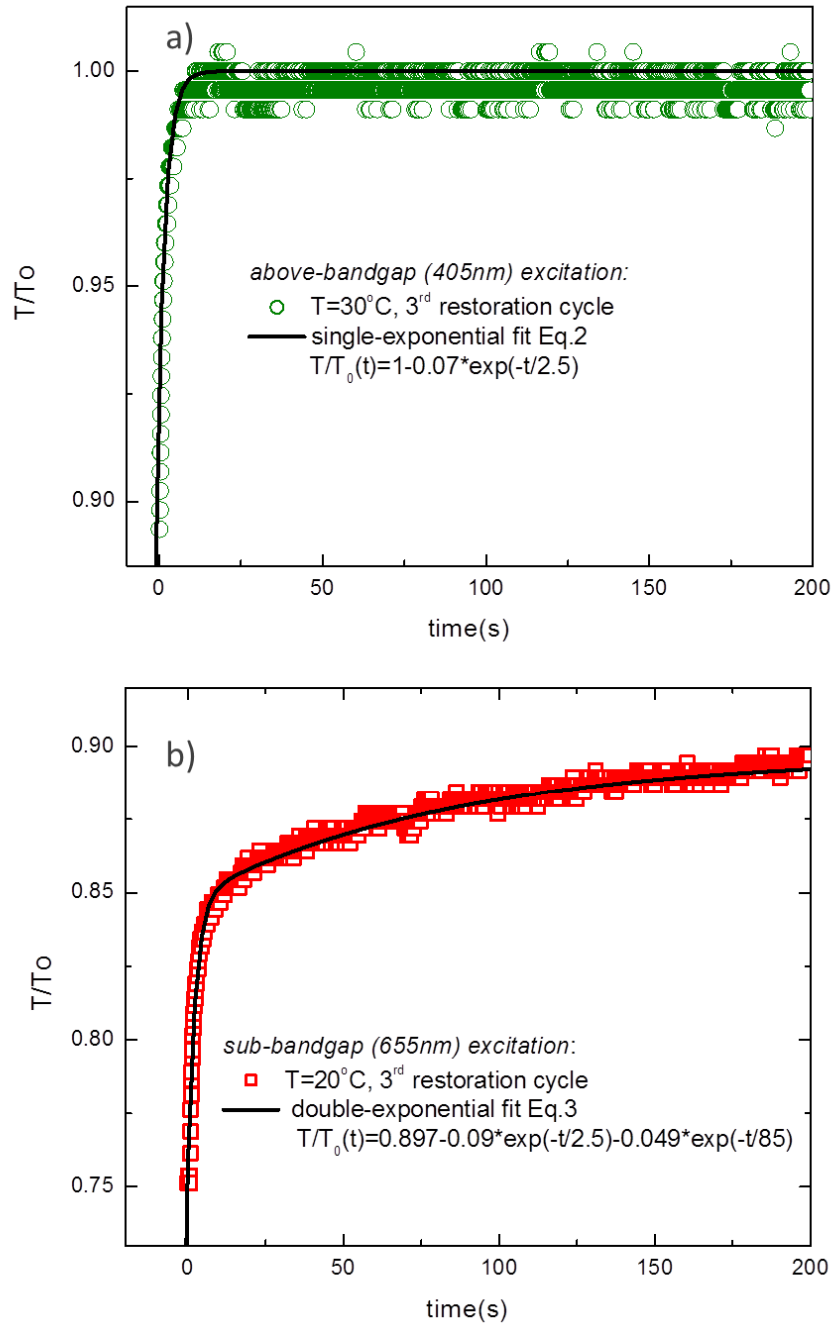 a)
1.00
0.95
0.90
T/To
above-bandgap (405nm) excitation:
T=30°C, 3rd restoration cycle
single-exponential fit Eq.2
T/T0(t)=1-0.07*exp(-t/2.5)
0 50 100 150 200
time(s)
b)
0.90
0.85
0.80
0.75
T/To
sub-bandgap (655nm) excitation:
T=20°C, 3rd restoration cycle
double-exponential fit Eq.3
T/T0(t)=0.897-0.09*exp(-t/2.5)-0.049*exp(-t/85)
0 50 100 150 200
time(s)